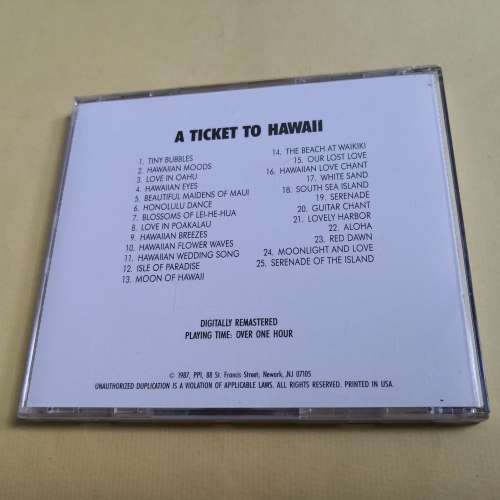 A TICKET TO HAWAII
1. TINY BUBBLES
2. HAWAIIAN MOODS
3. LOVE IN OAHU
4. HAWAIIAN EYES
5. BEAUTIFUL MAIDENS OF MAUI
6. HONOLULU DANCE
7. BLOSSOMS OF LEI-HE-HUA
8. LOVE IN POAKALAU
9. HAWAIIAN BREEZES
10. HAWAIIAN FLOWER WAVES
11. HAWAIIAN WEDDING SONG
12. ISLE OF PARADISE
13. MOON OF HAWAII
14. THE BEACH AT WAIKIKI
15. OUR LOST LOVE
16. HAWAIIAN LOVE CHANT
17. WHITE SAND
18. SOUTH SEA ISLAND
19. SERENADE
20. GUITAR CHANT
21. LOVELY HARBOR
22. ALOHA
23. RED DAWN
24. MOONLIGHT AND LOVE
25. SERENADE OF THE ISLAND
DIGITALLY REMASTERED
PLAYING TIME: OVER ONE HOUR
© 1987, PPI, 88 St. Francis Street, Newark, NJ 07105
UNAUTHORIZED DUPLICATION IS A VIOLATION OF APPLICABLE LAWS. ALL RIGHTS RESERVED. PRINTED IN USA.